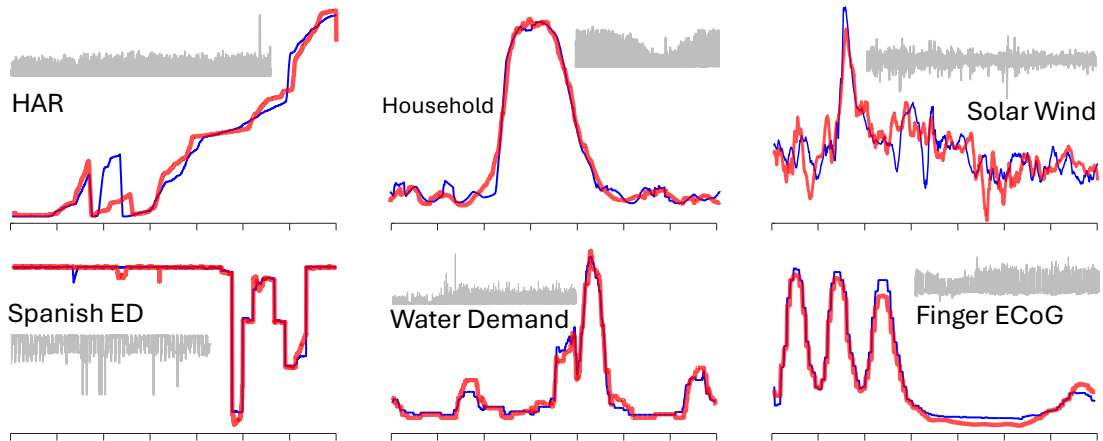 HAR
Household
Solar Wind
Spanish ED
Water Demand
Finger ECoG